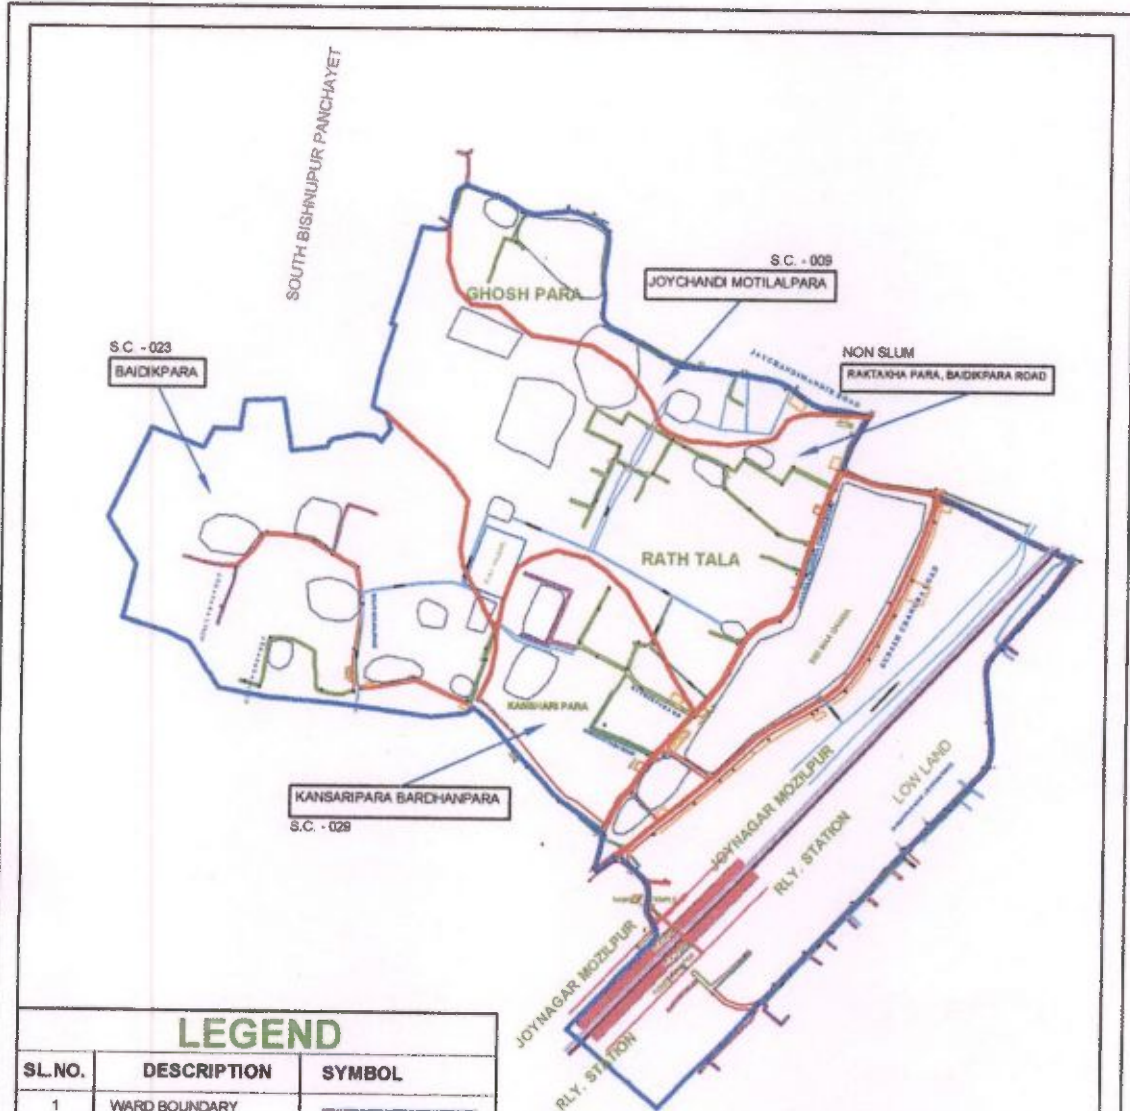 SOUTH BISHNUPUR PANCHAYET
S.C. - 009
JOYCHANDI MOTILALPARA
GHOSH PARA
S.C. - 023
BAIDIKPARA
NON SLUM
RAKTAKHA PARA, BAIDIKPARA ROAD
RATH TALA
KANSHARI PARA
KANSARIPARA BARDHANPARA
S.C. - 029
JOYNAGAR MOZILPUR
RLY. STATION
LOW LAND
JOYNAGAR MOZILPUR
RLY. STATION
LEGEND
SL.NO. DESCRIPTION SYMBOL
1 WARD BOUNDARY